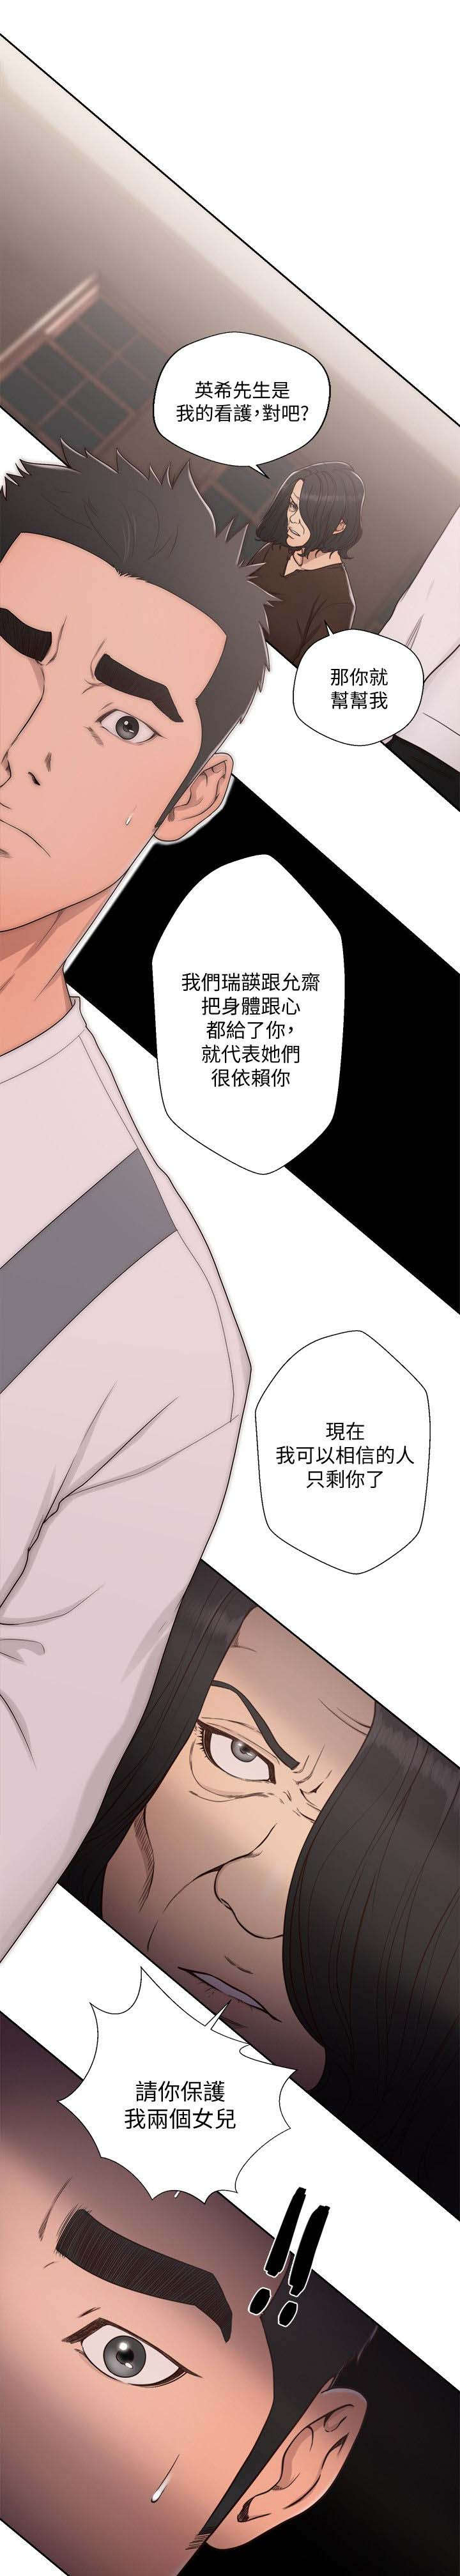 英希先生是
我的看護,對吧?
那你就
幫幫我
我們瑞韺跟允齋
把身體跟心
都給了你,
就代表她們
很依賴你
現在
我可以相信的人
只剩你了
請你保護
我兩個女兒
!!